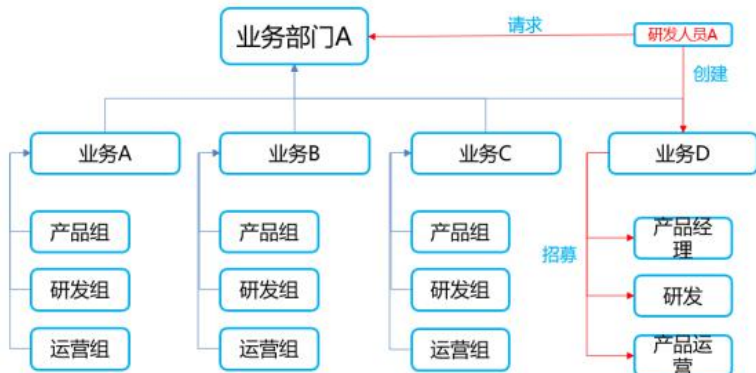 业务部门A
请求
研发人员A
创建
业务A
业务B
业务C
业务D
产品组
产品组
产品组
产品经
理
招募
研发组
研发组
研发组
研发
运营组
运营组
运营组
产品运
营